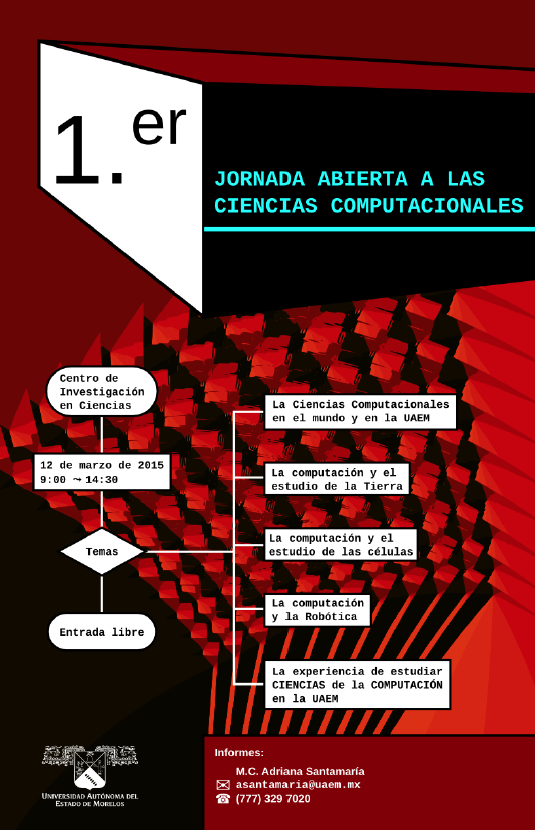 1.er
JORNADA ABIERTA A LAS
CIENCIAS COMPUTACIONALES
Centro de
Investigación
en Ciencias
12 de marzo de 2015
9:00 ⤳ 14:30
Temas
Entrada libre
La Ciencias Computacionales
en el mundo y en la UAEM
La computación y el
estudio de la Tierra
La computación y el
estudio de las células
La computación
y la Robótica
La experiencia de estudiar
CIENCIAS de la COMPUTACIÓN
en la UAEM
UNIVERSIDAD AUTÓNOMA DEL
ESTADO DE MORELOS
Informes:
M.C. Adriana Santamaría
✉ asantamaria@uaem.mx
☎ (777) 329 7020